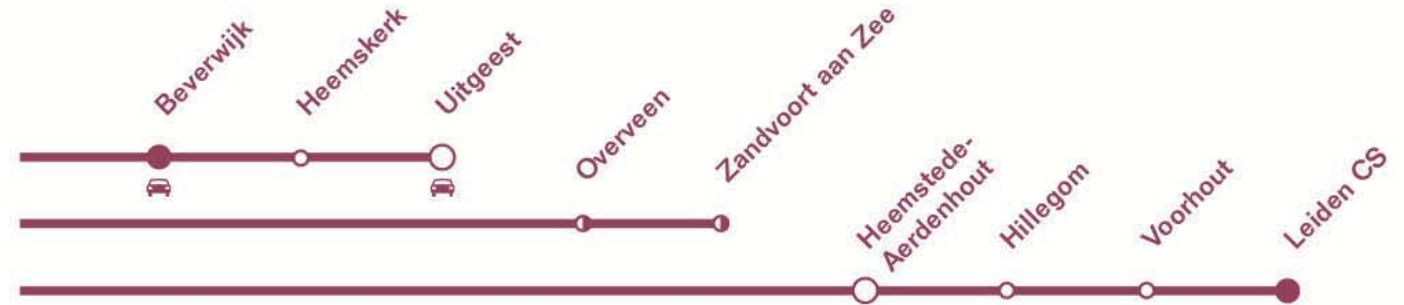 Beverwijk
Heemskerk
Uitgeest
Overveen
Zandvoort aan Zee
Heemstede-
Aerdenhout
Hillegom
Voorhout
Leiden CS